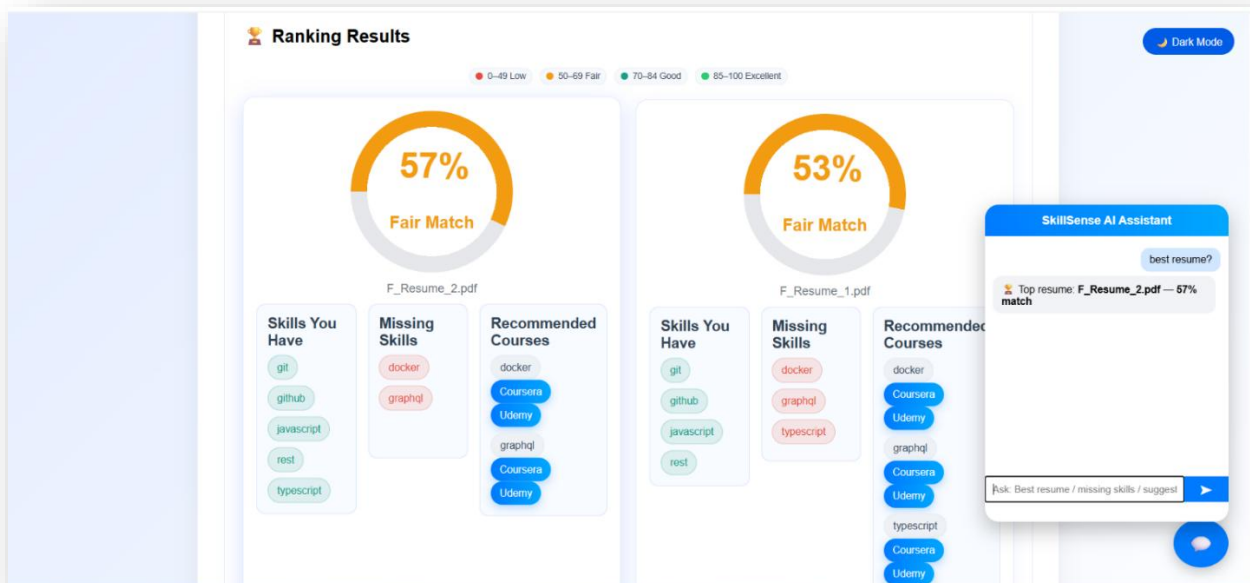 🏆 Ranking Results
🌙 Dark Mode
0–49 Low 50–69 Fair 70–84 Good 85–100 Excellent
57%
Fair Match
F_Resume_2.pdf
Skills You
Have
git
github
javascript
rest
typescript
Missing
Skills
docker
graphql
Recommended
Courses
docker
Coursera
Udemy
graphql
Coursera
Udemy
53%
Fair Match
F_Resume_1.pdf
Skills You
Have
git
github
javascript
rest
Missing
Skills
docker
graphql
typescript
Recommended
Courses
docker
Coursera
Udemy
graphql
Coursera
Udemy
typescript
Coursera
Udemy
SkillSense AI Assistant
best resume?
🏆 Top resume: F_Resume_2.pdf — 57%
match
Ask: Best resume / missing skills / suggest